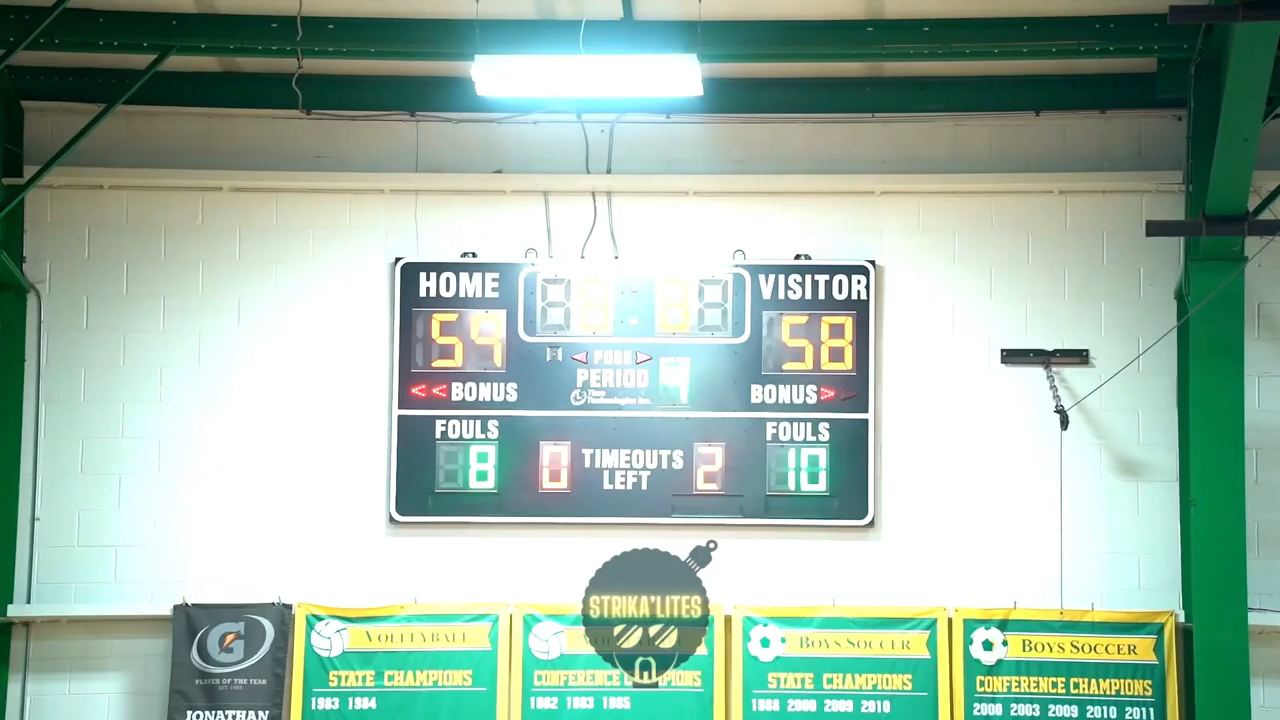 HOME
VISITOR
59
58
POSS
PERIOD
BONUS
BONUS
FOULS
FOULS
8
0
TIMEOUTS
LEFT
2
10
STRIKA'LITES
G
PLAYER OF THE YEAR
JONATHAN
VOLLEYBALL
STATE CHAMPIONS
1983 1984
CONFERENCE CHAMPIONS
1982 1983 1985
BOYS SOCCER
STATE CHAMPIONS
1988 2000 2009 2010
BOYS SOCCER
CONFERENCE CHAMPIONS
2000 2003 2009 2010 2011